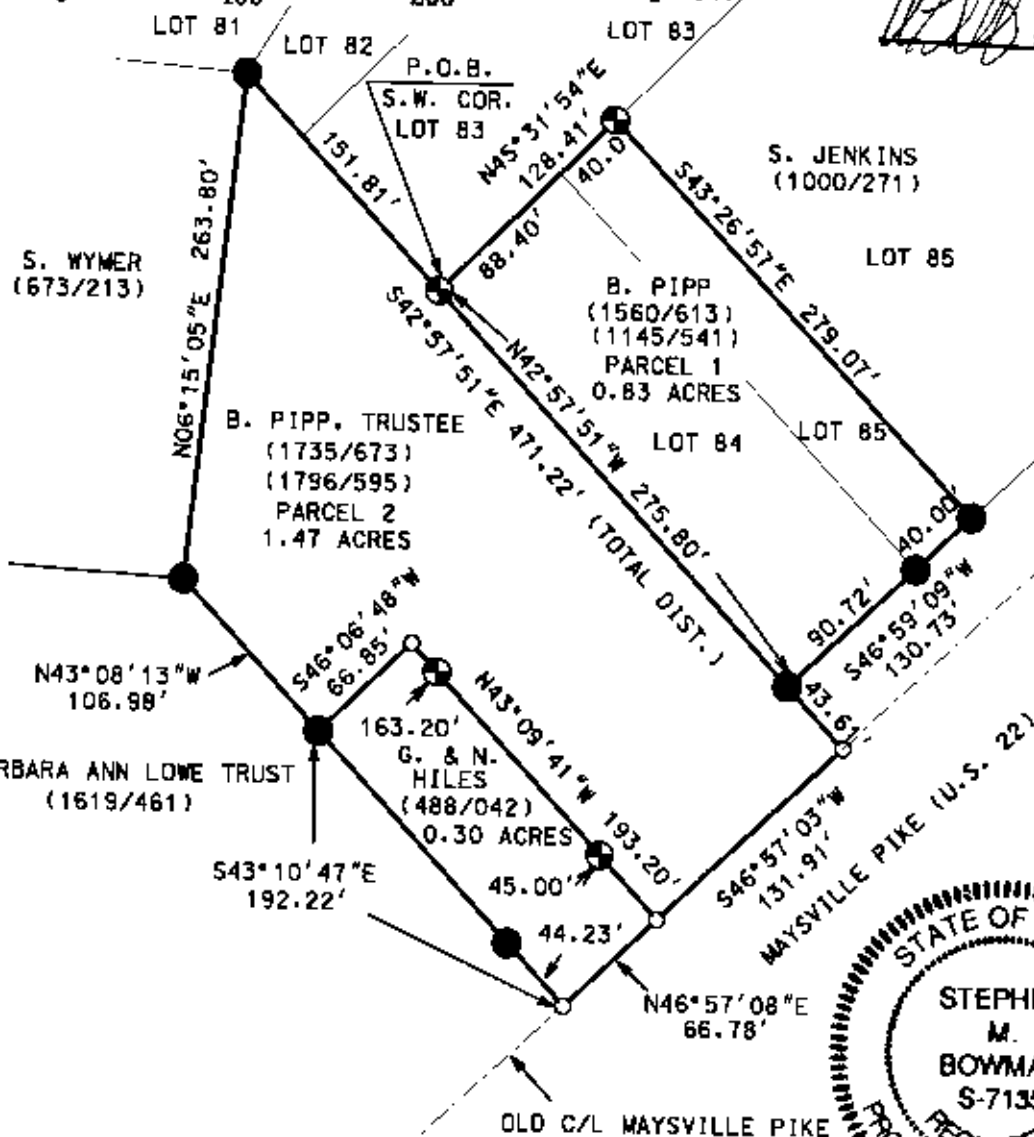 LOT 81
LOT 82
LOT 83
P.O.B.
S.W. COR.
LOT 83
N45°31'54"E
128.41'
40.0
151.81'
88.40'
S. JENKINS
(1000/271)
LOT 85
S43°26'57"E 279.07'
N06°15'05"E 263.80'
S. WYMER
(673/213)
B. PIPP
(1560/613)
(1145/541)
PARCEL 1
0.83 ACRES
S42°57'51"E 471.22' (TOTAL DIST.)
N42°57'51"W 275.80'
LOT 84
LOT 85
B. PIPP, TRUSTEE
(1735/673)
(1796/595)
PARCEL 2
1.47 ACRES
40.00'
90.72'
S46°59'09"W
130.73'
43.61'
S46°06'48"W
66.85'
N43°08'13"W
106.98'
163.20'
N43°09'41"W 193.20'
G. & N.
HILES
(488/042)
0.30 ACRES
RBARA ANN LOWE TRUST
(1619/461)
S43°10'47"E
192.22'
45.00'
44.23'
S46°57'03"W
131.91'
MAYSVILLE PIKE (U.S. 22)
N46°57'08"E
66.78'
OLD C/L MAYSVILLE PIKE
STATE OF
STEPHE
M.
BOWMA
S-7135